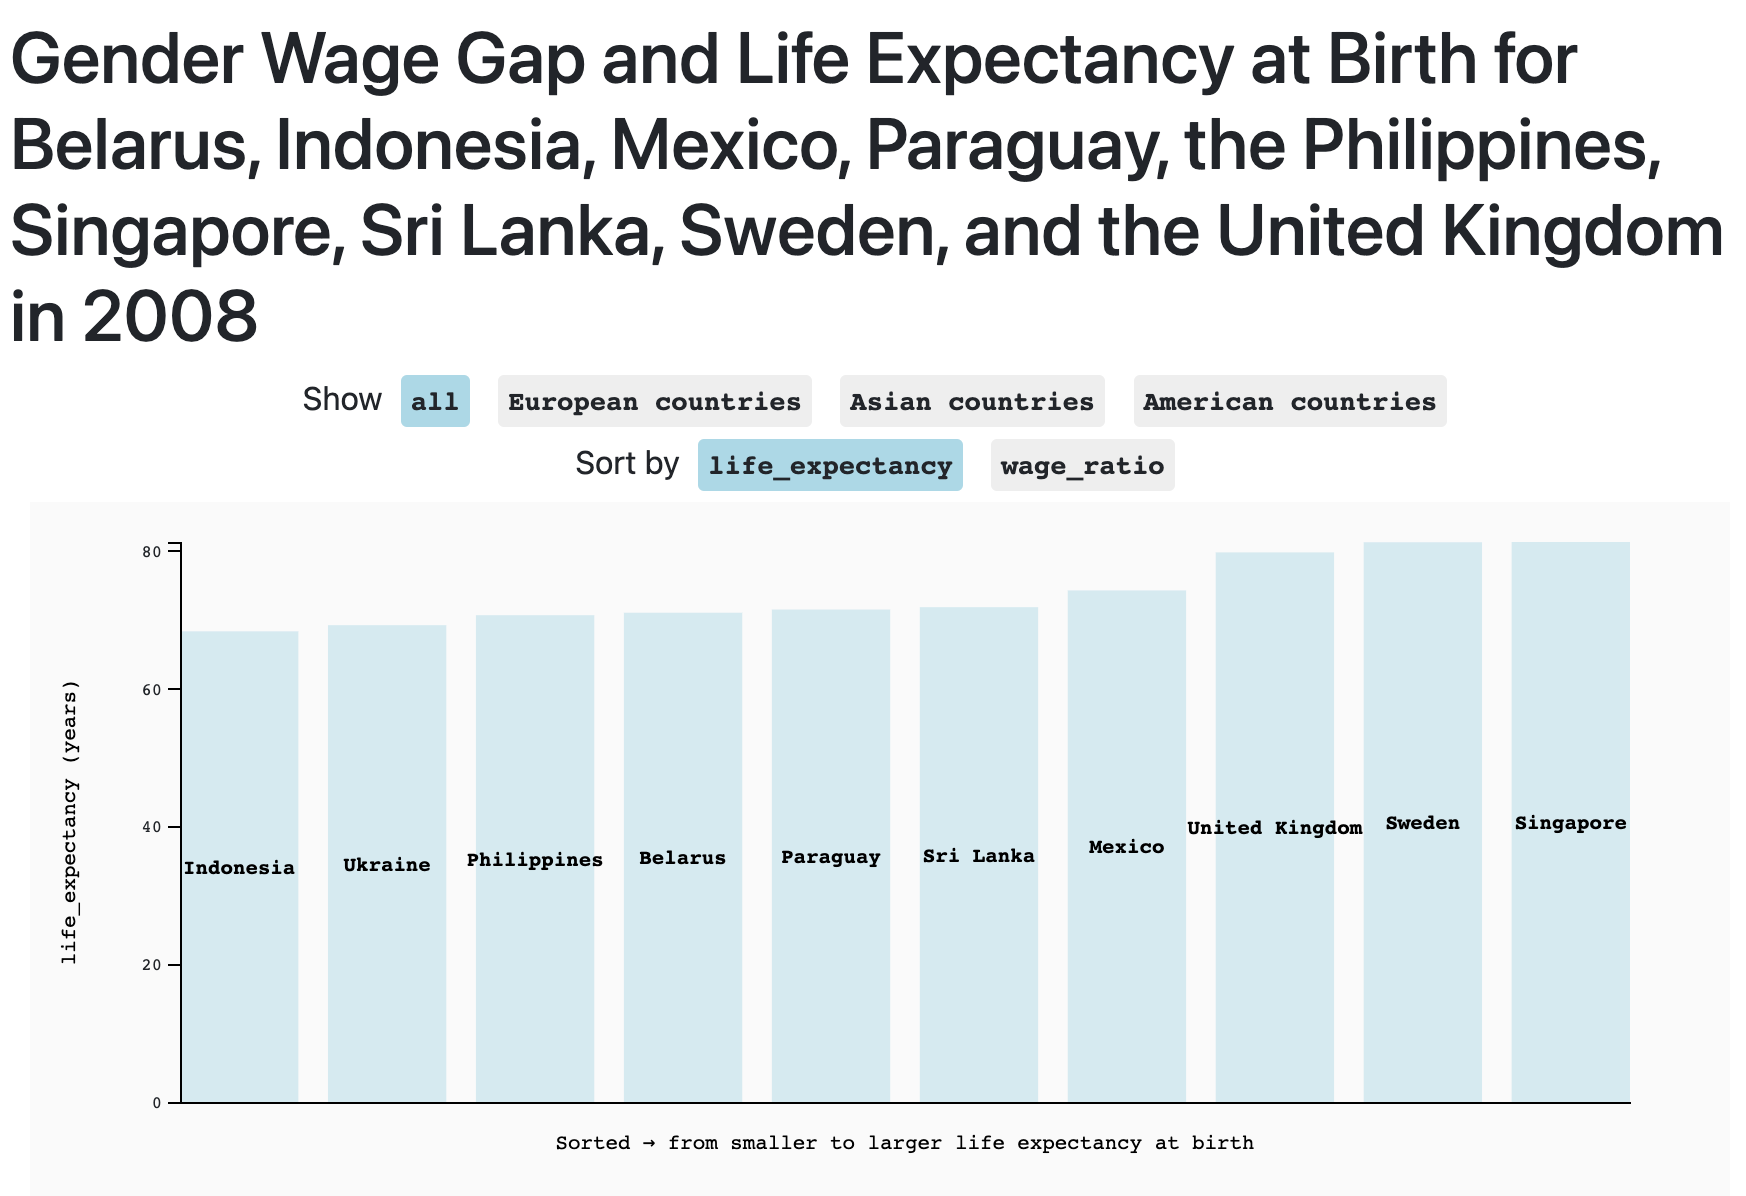 Gender Wage Gap and Life Expectancy at Birth for
Belarus, Indonesia, Mexico, Paraguay, the Philippines,
Singapore, Sri Lanka, Sweden, and the United Kingdom
in 2008
Show all European countries Asian countries American countries
Sort by life_expectancy wage_ratio
life_expectancy (years)
80
60
40
20
0
Indonesia
Ukraine
Philippines
Belarus
Paraguay
Sri Lanka
Mexico
United Kingdom
Sweden
Singapore
Sorted → from smaller to larger life expectancy at birth